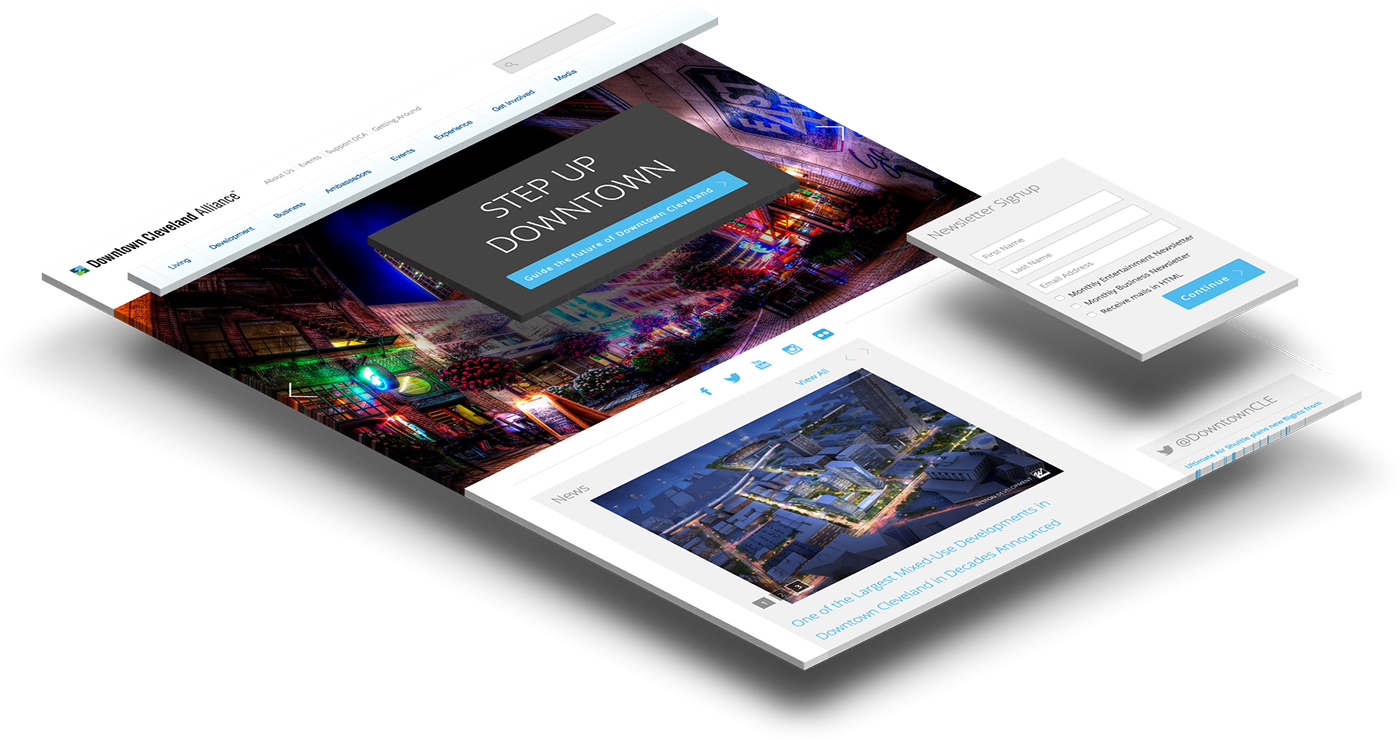 About Us Events Support DCA Getting Around
Downtown Cleveland Alliance™
Living Development Business Ambassadors Events Experience Get Involved Media
EAST
STEP UP
DOWNTOWN
Guide the future of Downtown Cleveland
Newsletter Signup
First Name
Last Name
Email Address
Monthly Entertainment Newsletter
Monthly Business Newsletter
Receive mails in HTML
Continue
News
View All
1 3
One of the Largest Mixed-Use Developments in
Downtown Cleveland in Decades Announced
@DowntownCLE
Ultimate Air Shuttle plans new flights from